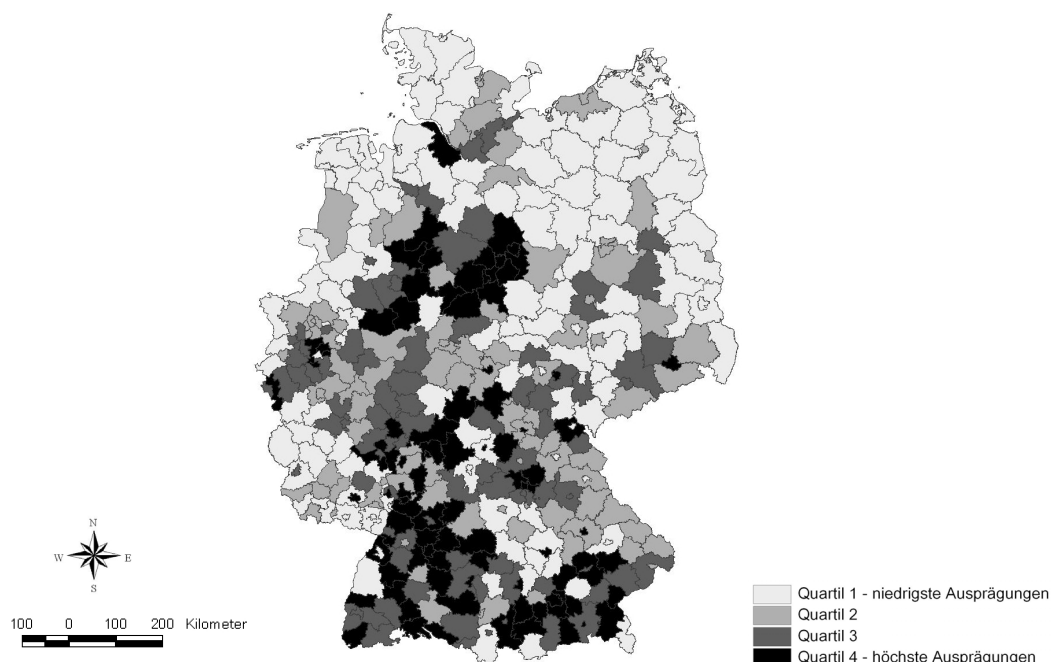 N
W E
S
100 0 100 200 Kilometer
Quartil 1 - niedrigste Ausprägungen
Quartil 2
Quartil 3
Quartil 4 - höchste Ausprägungen